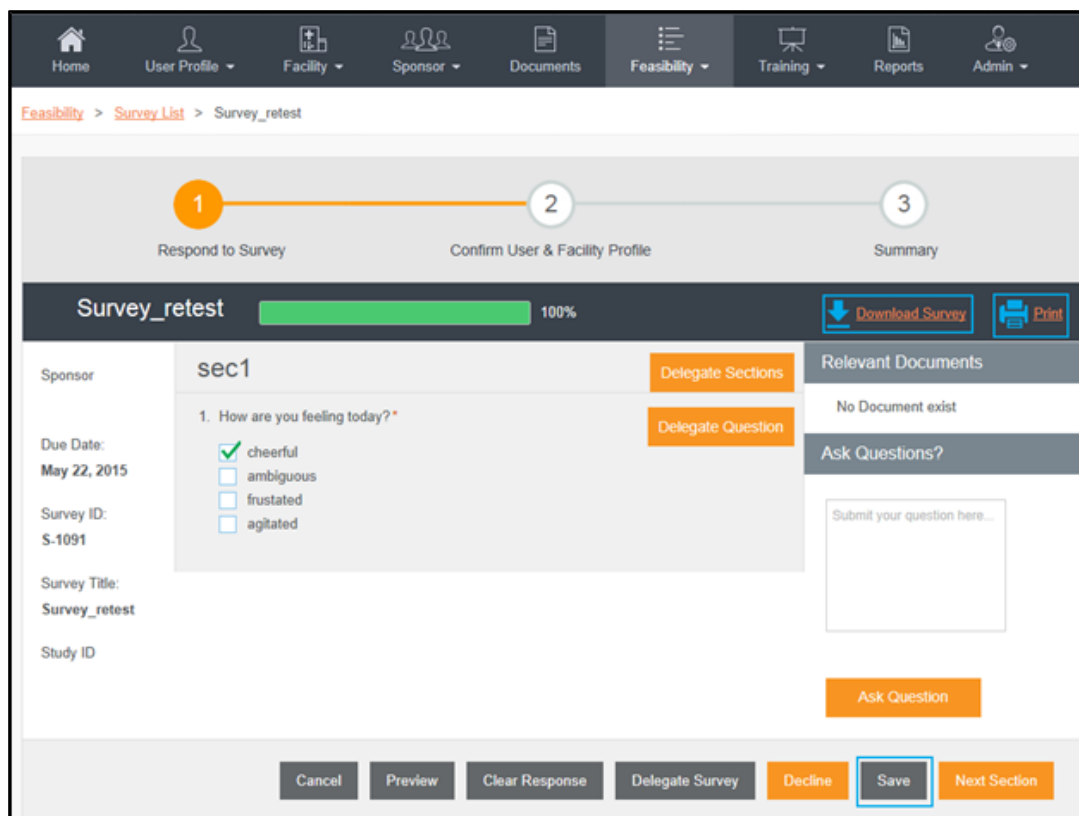 Home User Profile Facility Sponsor Documents Feasibility Training Reports Admin
Feasibility > Survey List > Survey_retest
1 2 3
Respond to Survey Confirm User & Facility Profile Summary
Survey_retest 100% Download Survey Print
Sponsor
Due Date:
May 22, 2015
Survey ID:
S-1091
Survey Title:
Survey_retest
Study ID
sec1 Delegate Sections
1. How are you feeling today?* Delegate Question
cheerful
ambiguous
frustated
agitated
Relevant Documents
No Document exist
Ask Questions?
Submit your question here...
Ask Question
Cancel Preview Clear Response Delegate Survey Decline Save Next Section